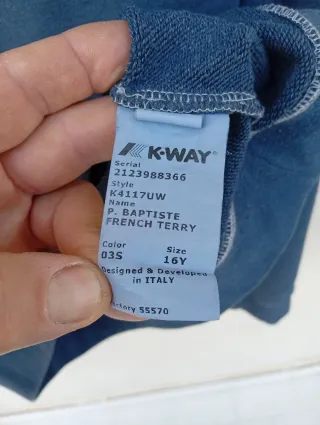 K-WAY®
Serial
2123988366
Style
K4117UW
Name
P. BAPTISTE
FRENCH TERRY
Color Size
03S 16Y
Designed & Developed
in ITALY
55570